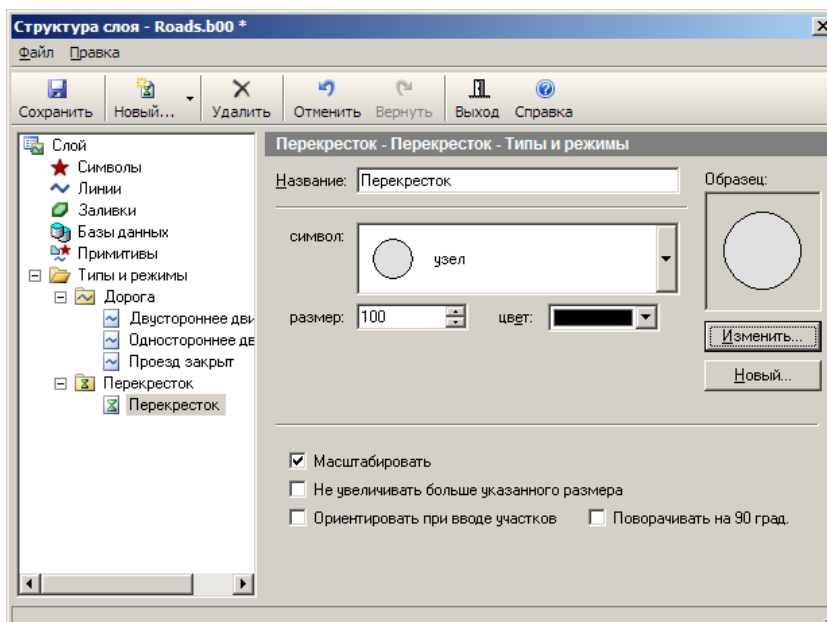 Структура слоя - Roads.b00 *
Файл Правка
Сохранить Новый... Удалить Отменить Вернуть Выход Справка
Слой
Символы
Линии
Заливки
Базы данных
Примитивы
Типы и режимы
Дорога
Двустороннее дви
Одностороннее дв
Проезд закрыт
Перекресток
Перекресток
Перекресток - Перекресток - Типы и режимы
Название: Перекресток
Образец:
символ: узел
размер: 100 цвет:
Изменить...
Новый...
Масштабировать
Не увеличивать больше указанного размера
Ориентировать при вводе участков Поворачивать на 90 град.